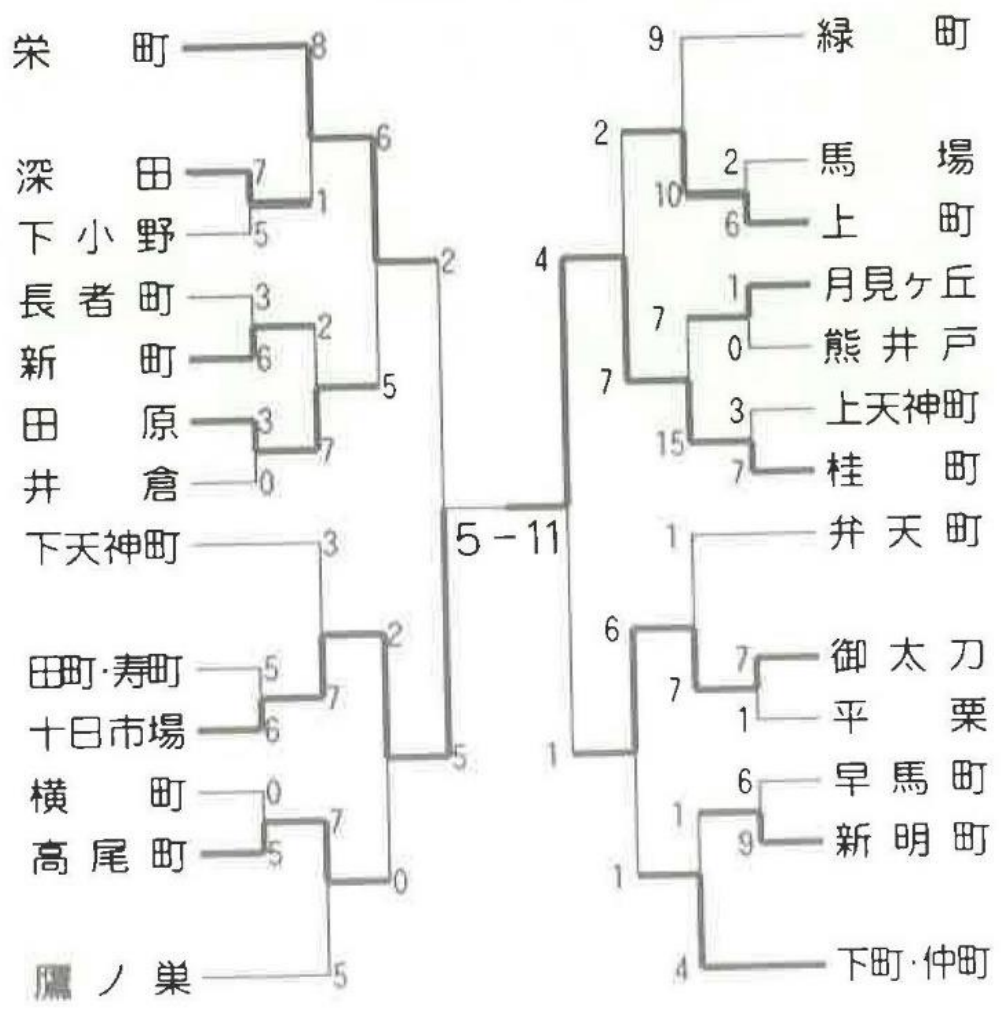 栄町 8
6
深田 7
1
下小野 5
2
長者町 3
2
新町 6
5
田原 3
7
井倉 0
下天神町 3
2
田町・寿町 5
7
十日市場 6
5
横町 0
7
高尾町 5
0
鷹ノ巣 5
5-11
9 緑町
2
2 馬場
10
6 上町
4
1 月見ヶ丘
7
0 熊井戸
7
3 上天神町
15
7 桂町
1 弁天町
6
7 御太刀
7
1 平栗
1
6 早馬町
1
9 新明町
1
4 下町・仲町